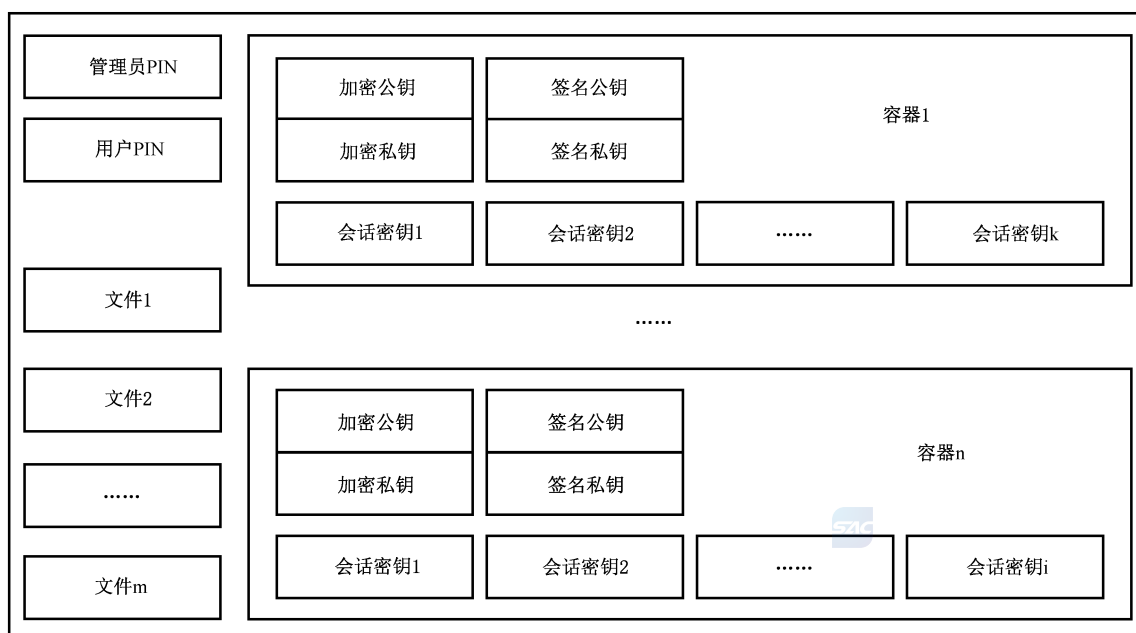 管理员PIN
用户PIN
文件1
文件2
……
文件m
加密公钥
签名公钥
容器1
加密私钥
签名私钥
会话密钥1
会话密钥2
……
会话密钥k
……
加密公钥
签名公钥
容器n
加密私钥
签名私钥
SAC
会话密钥1
会话密钥2
……
会话密钥i